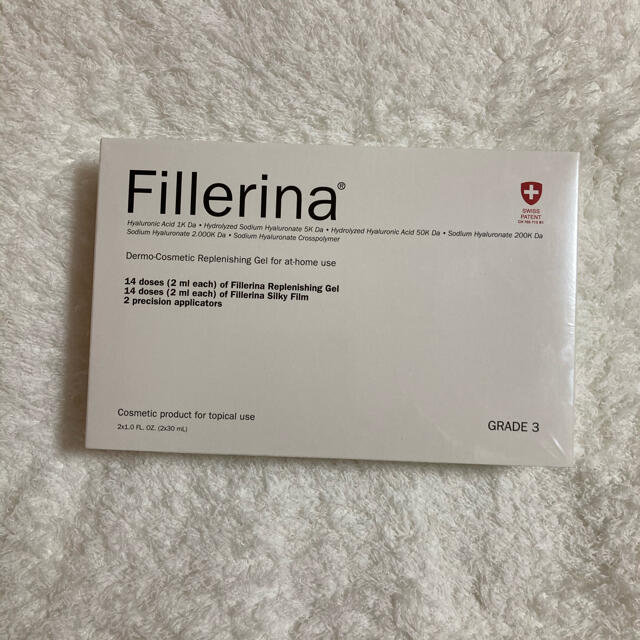 Fillerina®
SWISS
PATENT
Hyaluronic Acid 1K Da • Hydrolyzed Sodium Hyaluronate 5K Da • Hydrolyzed Hyaluronic Acid 50K Da • Sodium Hyaluronate 200K Da
Sodium Hyaluronate 2.000K Da • Sodium Hyaluronate Crosspolymer
Dermo-Cosmetic Replenishing Gel for at-home use
14 doses (2 ml each) of Fillerina Replenishing Gel
14 doses (2 ml each) of Fillerina Silky Film
2 precision applicators
Cosmetic product for topical use
2x1.0 FL. OZ. (2x30 mL)
GRADE 3